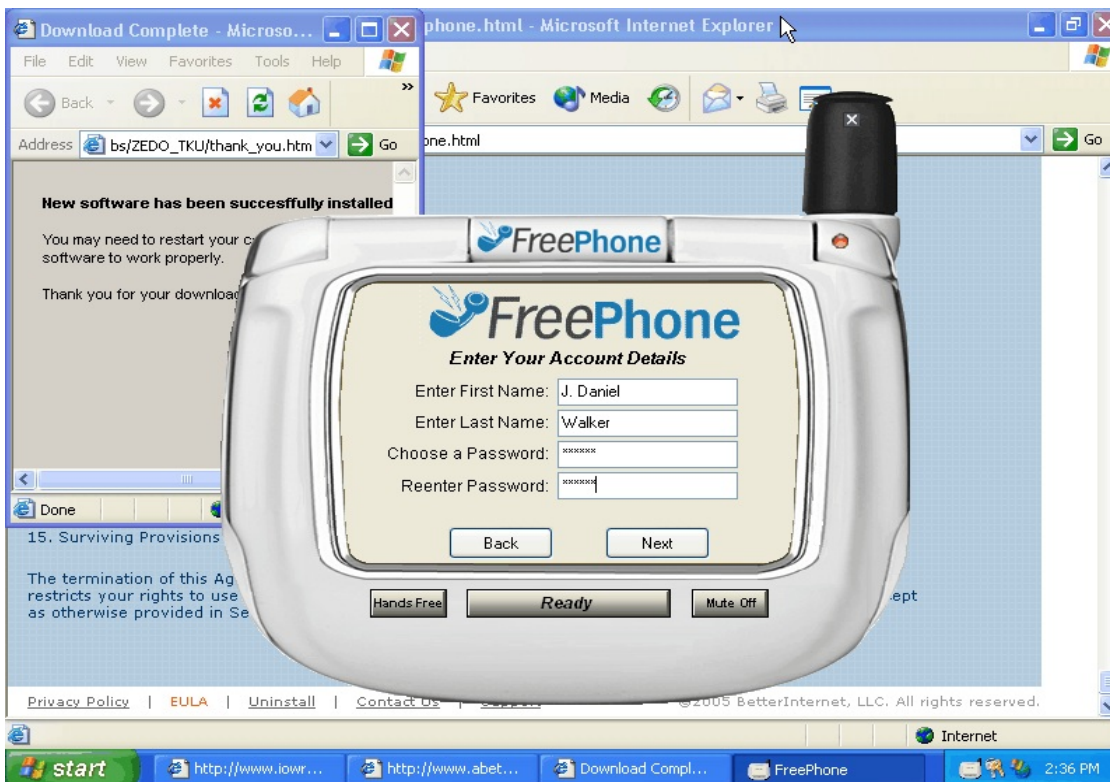 Download Complete - Microso...
phone.html - Microsoft Internet Explorer
File Edit View Favorites Tools Help
Back
»
Favorites Media
Address bs/ZEDO_TKU/thank_you.htm Go
one.html Go
New software has been succesffully installed
You may need to restart your c
software to work properly.
Thank you for your download
Done
FreePhone
FreePhone
Enter Your Account Details
Enter First Name: J. Daniel
Enter Last Name: Walker
Choose a Password: ******
Reenter Password: ******
Back Next
Hands Free Ready Mute Off
15. Surviving Provisions
The termination of this Ag
restricts your rights to use ept
as otherwise provided in Se
Privacy Policy | EULA | Uninstall | Contact Us | ©2005 BetterInternet, LLC. All rights reserved.
Internet
start http://www.iowr... http://www.abet... Download Compl... FreePhone 2:36 PM